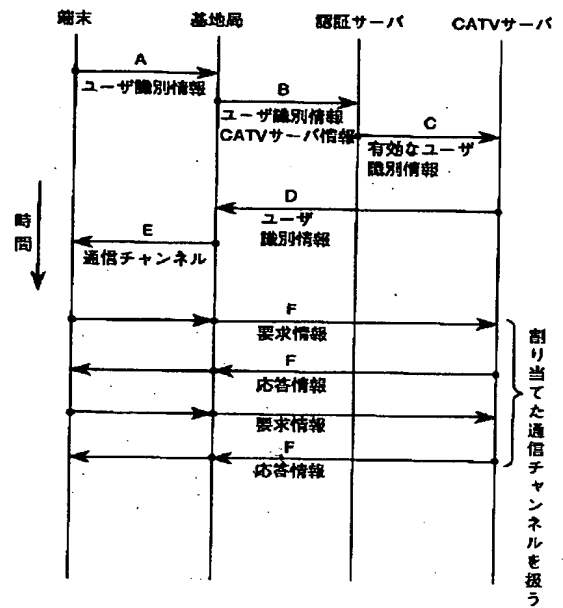 端末
基地局
認証サーバ
CATVサーバ
A
ユーザ識別情報
B
ユーザ識別情報
CATVサーバ情報
C
有効なユーザ
識別情報
D
ユーザ
識別情報
E
通信チャンネル
時間
F
要求情報
F
応答情報
F
要求情報
F
応答情報
割り当てた通信チャンネルを扱う